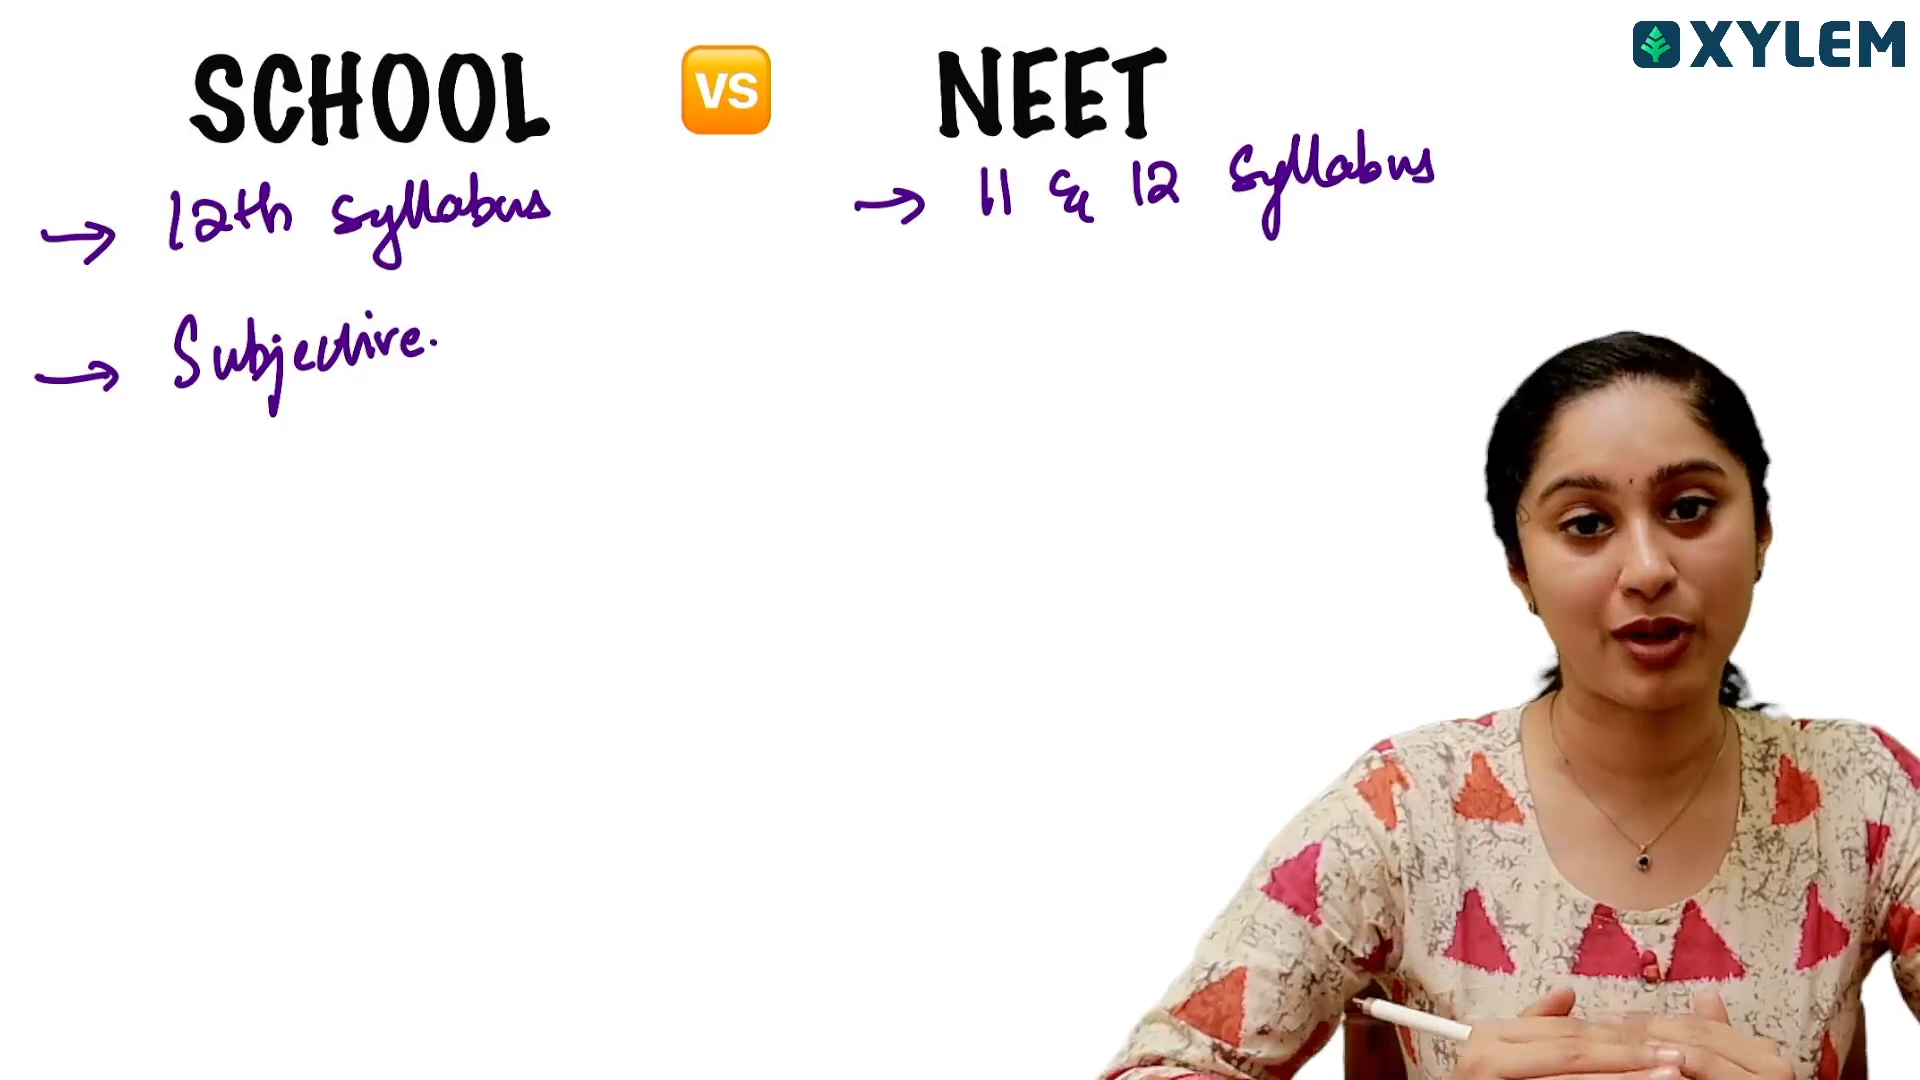 XYLEM
SCHOOL VS NEET
→ 12th syllabus
→ 11 & 12 syllabus
→ Subjective.